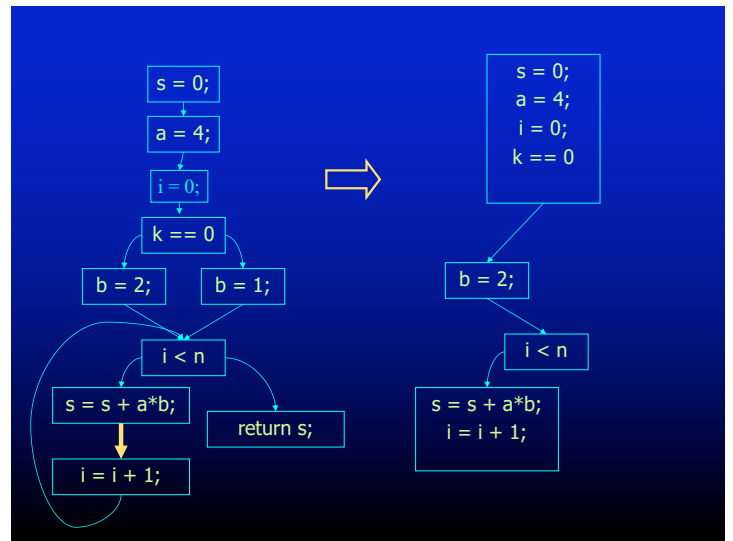 s = 0;
a = 4;
i = 0;
k == 0
b = 2;
b = 1;
i < n
s = s + a*b;
return s;
i = i + 1;
s = 0;
a = 4;
i = 0;
k == 0
b = 2;
i < n
s = s + a*b;
i = i + 1;